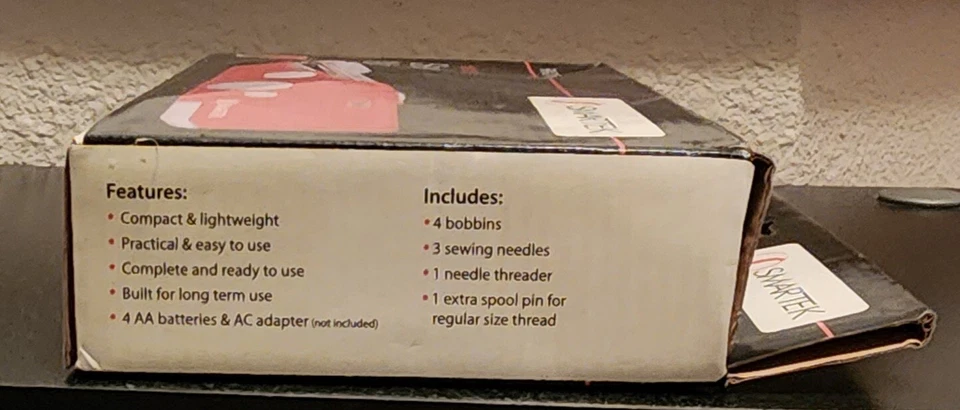 SMARTEK
Features:
• Compact & lightweight
• Practical & easy to use
• Complete and ready to use
• Built for long term use
• 4 AA batteries & AC adapter (not included)
Includes:
• 4 bobbins
• 3 sewing needles
• 1 needle threader
• 1 extra spool pin for
regular size thread
SMARTEK